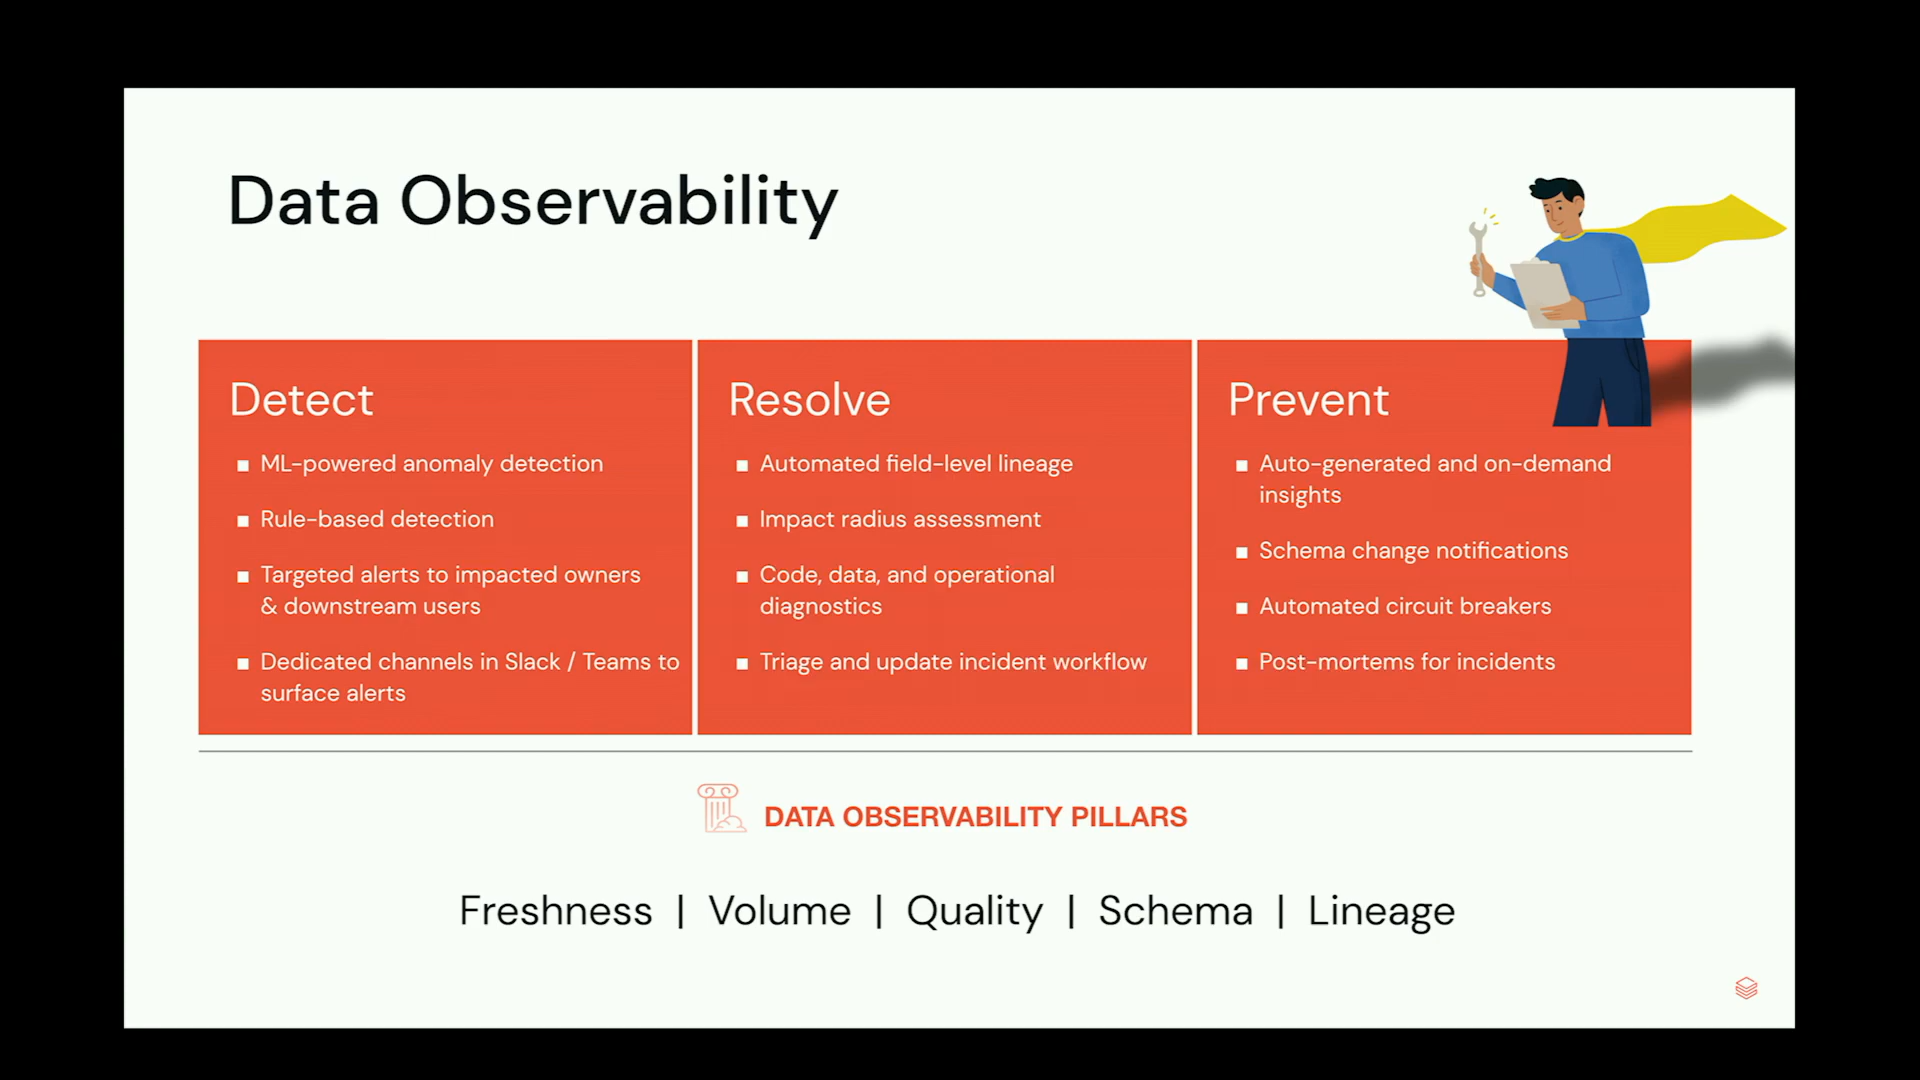 Data Observability
Detect
▪ ML-powered anomaly detection
▪ Rule-based detection
▪ Targeted alerts to impacted owners
& downstream users
▪ Dedicated channels in Slack / Teams to
surface alerts
Resolve
▪ Automated field-level lineage
▪ Impact radius assessment
▪ Code, data, and operational
diagnostics
▪ Triage and update incident workflow
Prevent
▪ Auto-generated and on-demand
insights
▪ Schema change notifications
▪ Automated circuit breakers
▪ Post-mortems for incidents
DATA OBSERVABILITY PILLARS
Freshness | Volume | Quality | Schema | Lineage